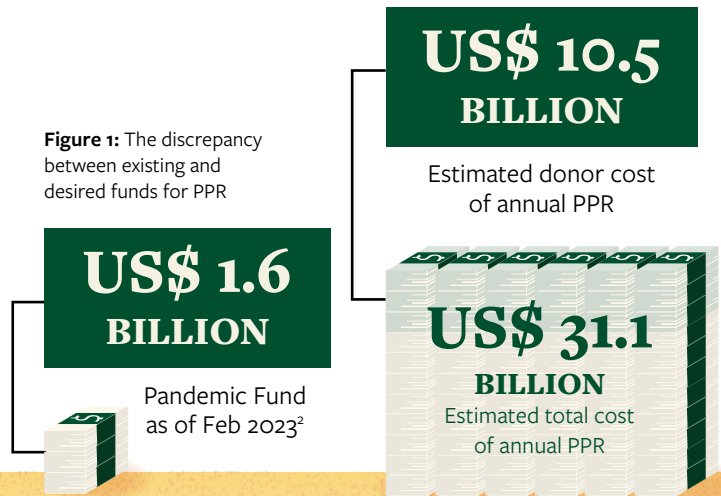 Figure 1: The discrepancy
between existing and
desired funds for PPR
US$ 1.6
BILLION
Pandemic Fund
as of Feb 2023²
US$ 10.5
BILLION
Estimated donor cost
of annual PPR
$ $ $ $ $ $
US$ 31.1
BILLION
Estimated total cost
of annual PPR
$